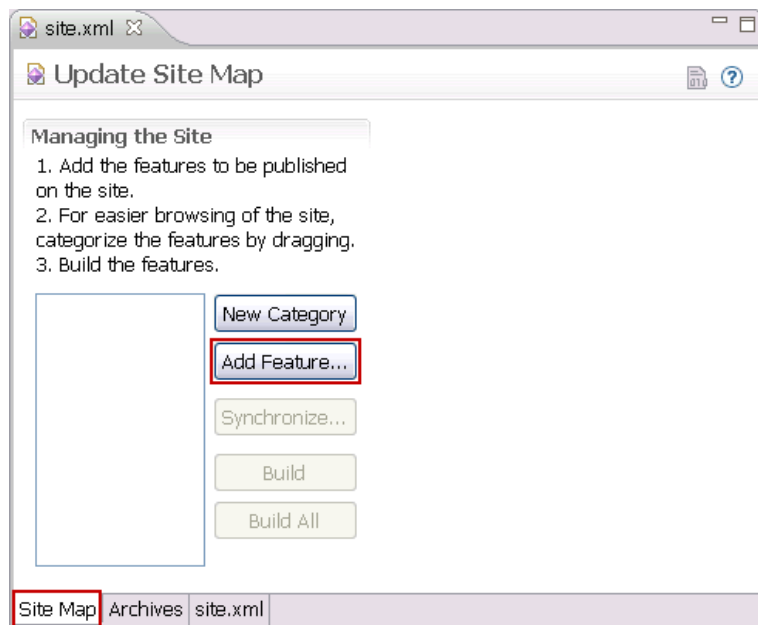 site.xml
Update Site Map
Managing the Site
1. Add the features to be published
on the site.
2. For easier browsing of the site,
categorize the features by dragging.
3. Build the features.
New Category
Add Feature...
Synchronize...
Build
Build All
Site Map Archives site.xml